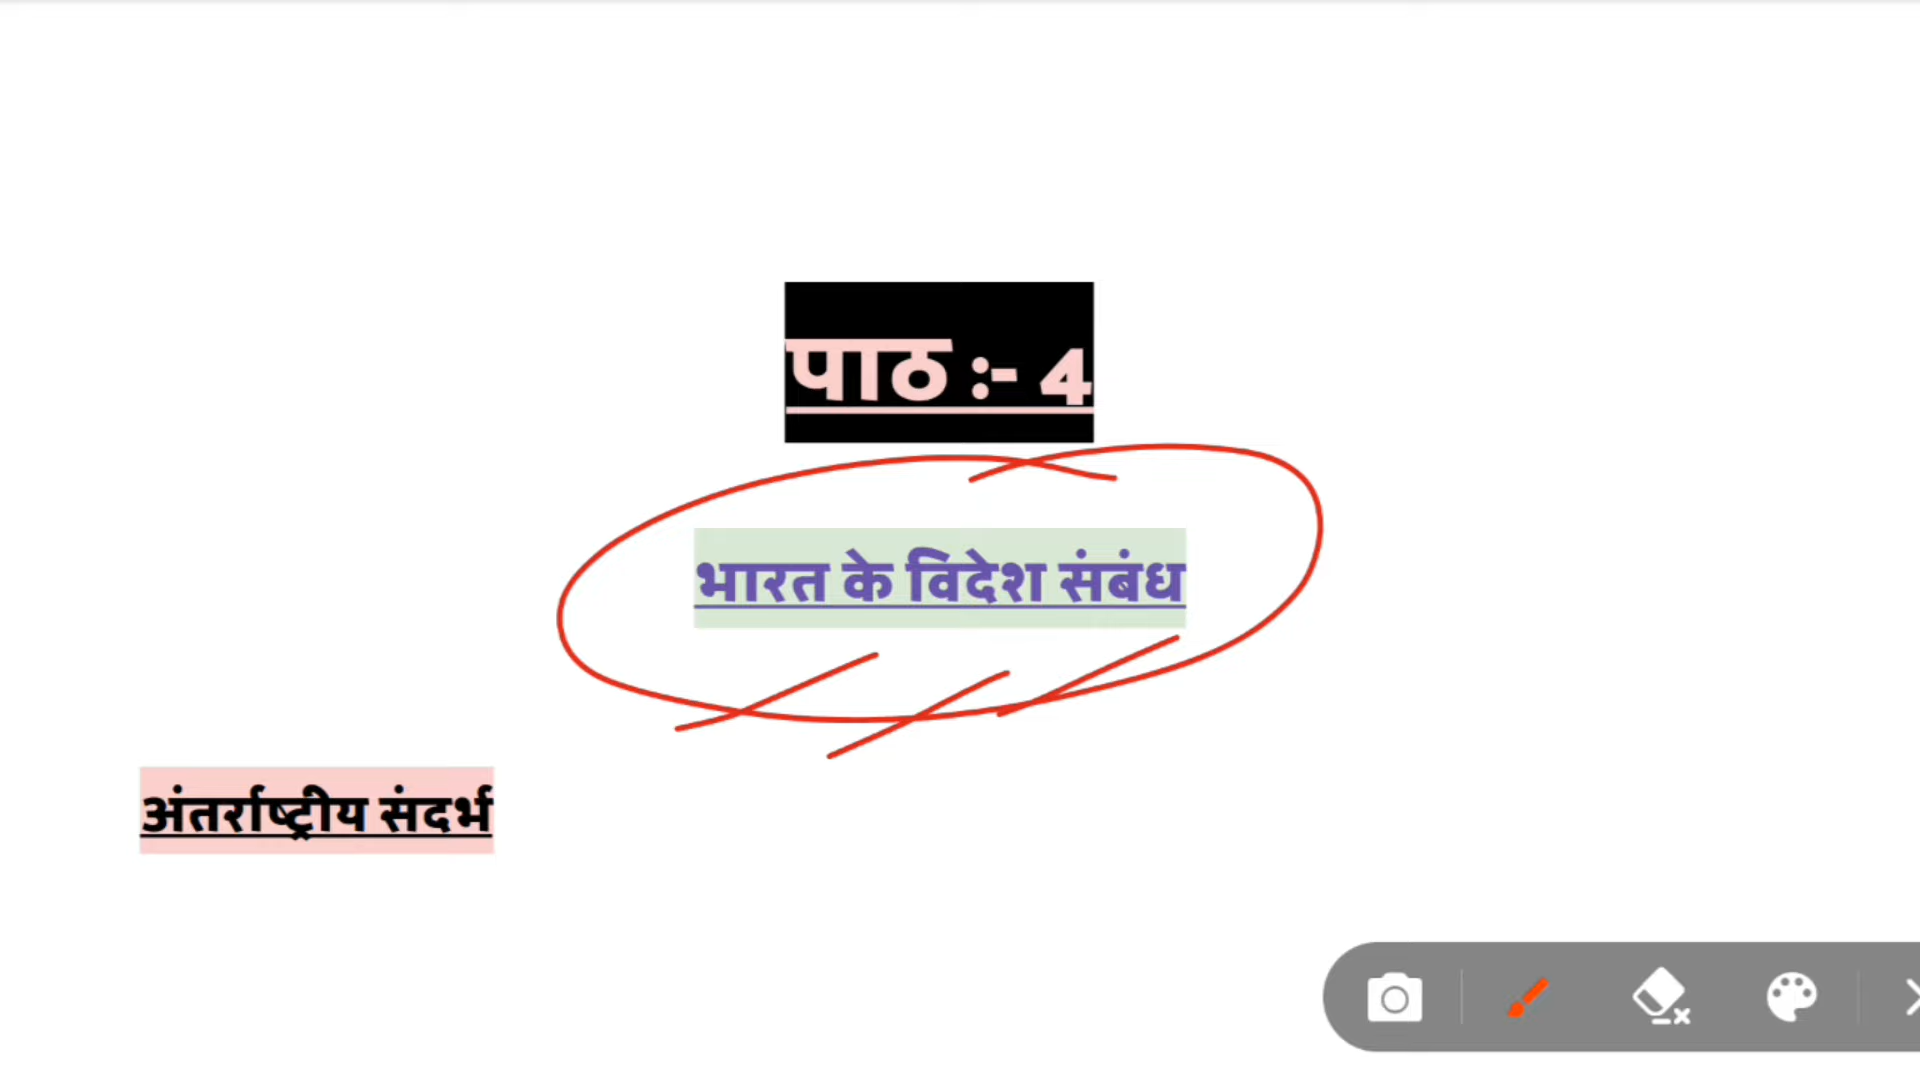 पाठ :- 4
भारत के विदेश संबंध
अंतर्राष्ट्रीय संदर्भ